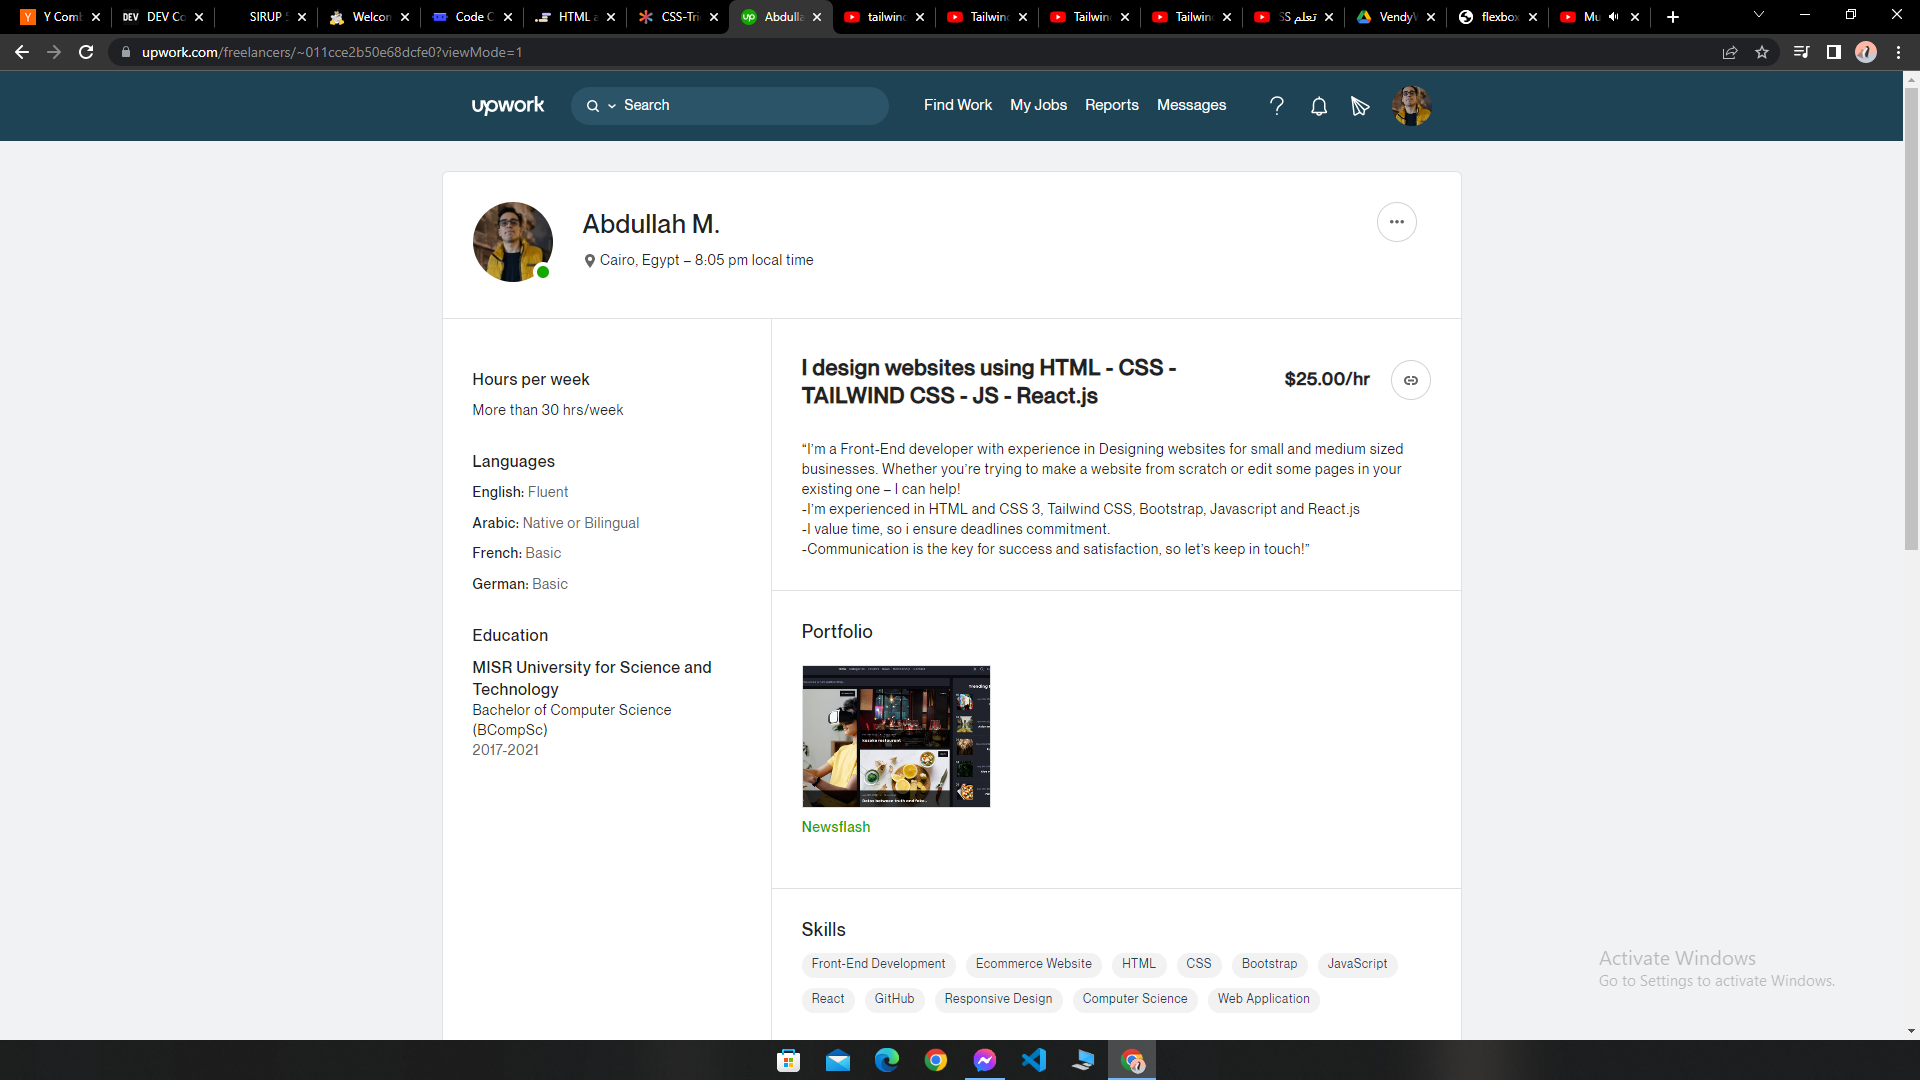 Y Comb
DEV Co
SIRUP
Welcon
Code C
HTML a
CSS-Tri
Abdulla
tailwind
Tailwind
Tailwind
Tailwind
تعلم SS
VendyV
flexbox
Mu
upwork.com/freelancers/~011cce2b50e68dcfe0?viewMode=1
upwork
Search
Find Work
My Jobs
Reports
Messages
Abdullah M.
Cairo, Egypt – 8:05 pm local time
Hours per week
More than 30 hrs/week
Languages
English: Fluent
Arabic: Native or Bilingual
French: Basic
German: Basic
Education
MISR University for Science and
Technology
Bachelor of Computer Science
(BCompSc)
2017-2021
I design websites using HTML - CSS -
TAILWIND CSS - JS - React.js
$25.00/hr
“I’m a Front-End developer with experience in Designing websites for small and medium sized
businesses. Whether you’re trying to make a website from scratch or edit some pages in your
existing one – I can help!
-I’m experienced in HTML and CSS 3, Tailwind CSS, Bootstrap, Javascript and React.js
-I value time, so i ensure deadlines commitment.
-Communication is the key for success and satisfaction, so let’s keep in touch!”
Portfolio
Newsflash
Skills
Front-End Development
Ecommerce Website
HTML
CSS
Bootstrap
JavaScript
React
GitHub
Responsive Design
Computer Science
Web Application
Activate Windows
Go to Settings to activate Windows.